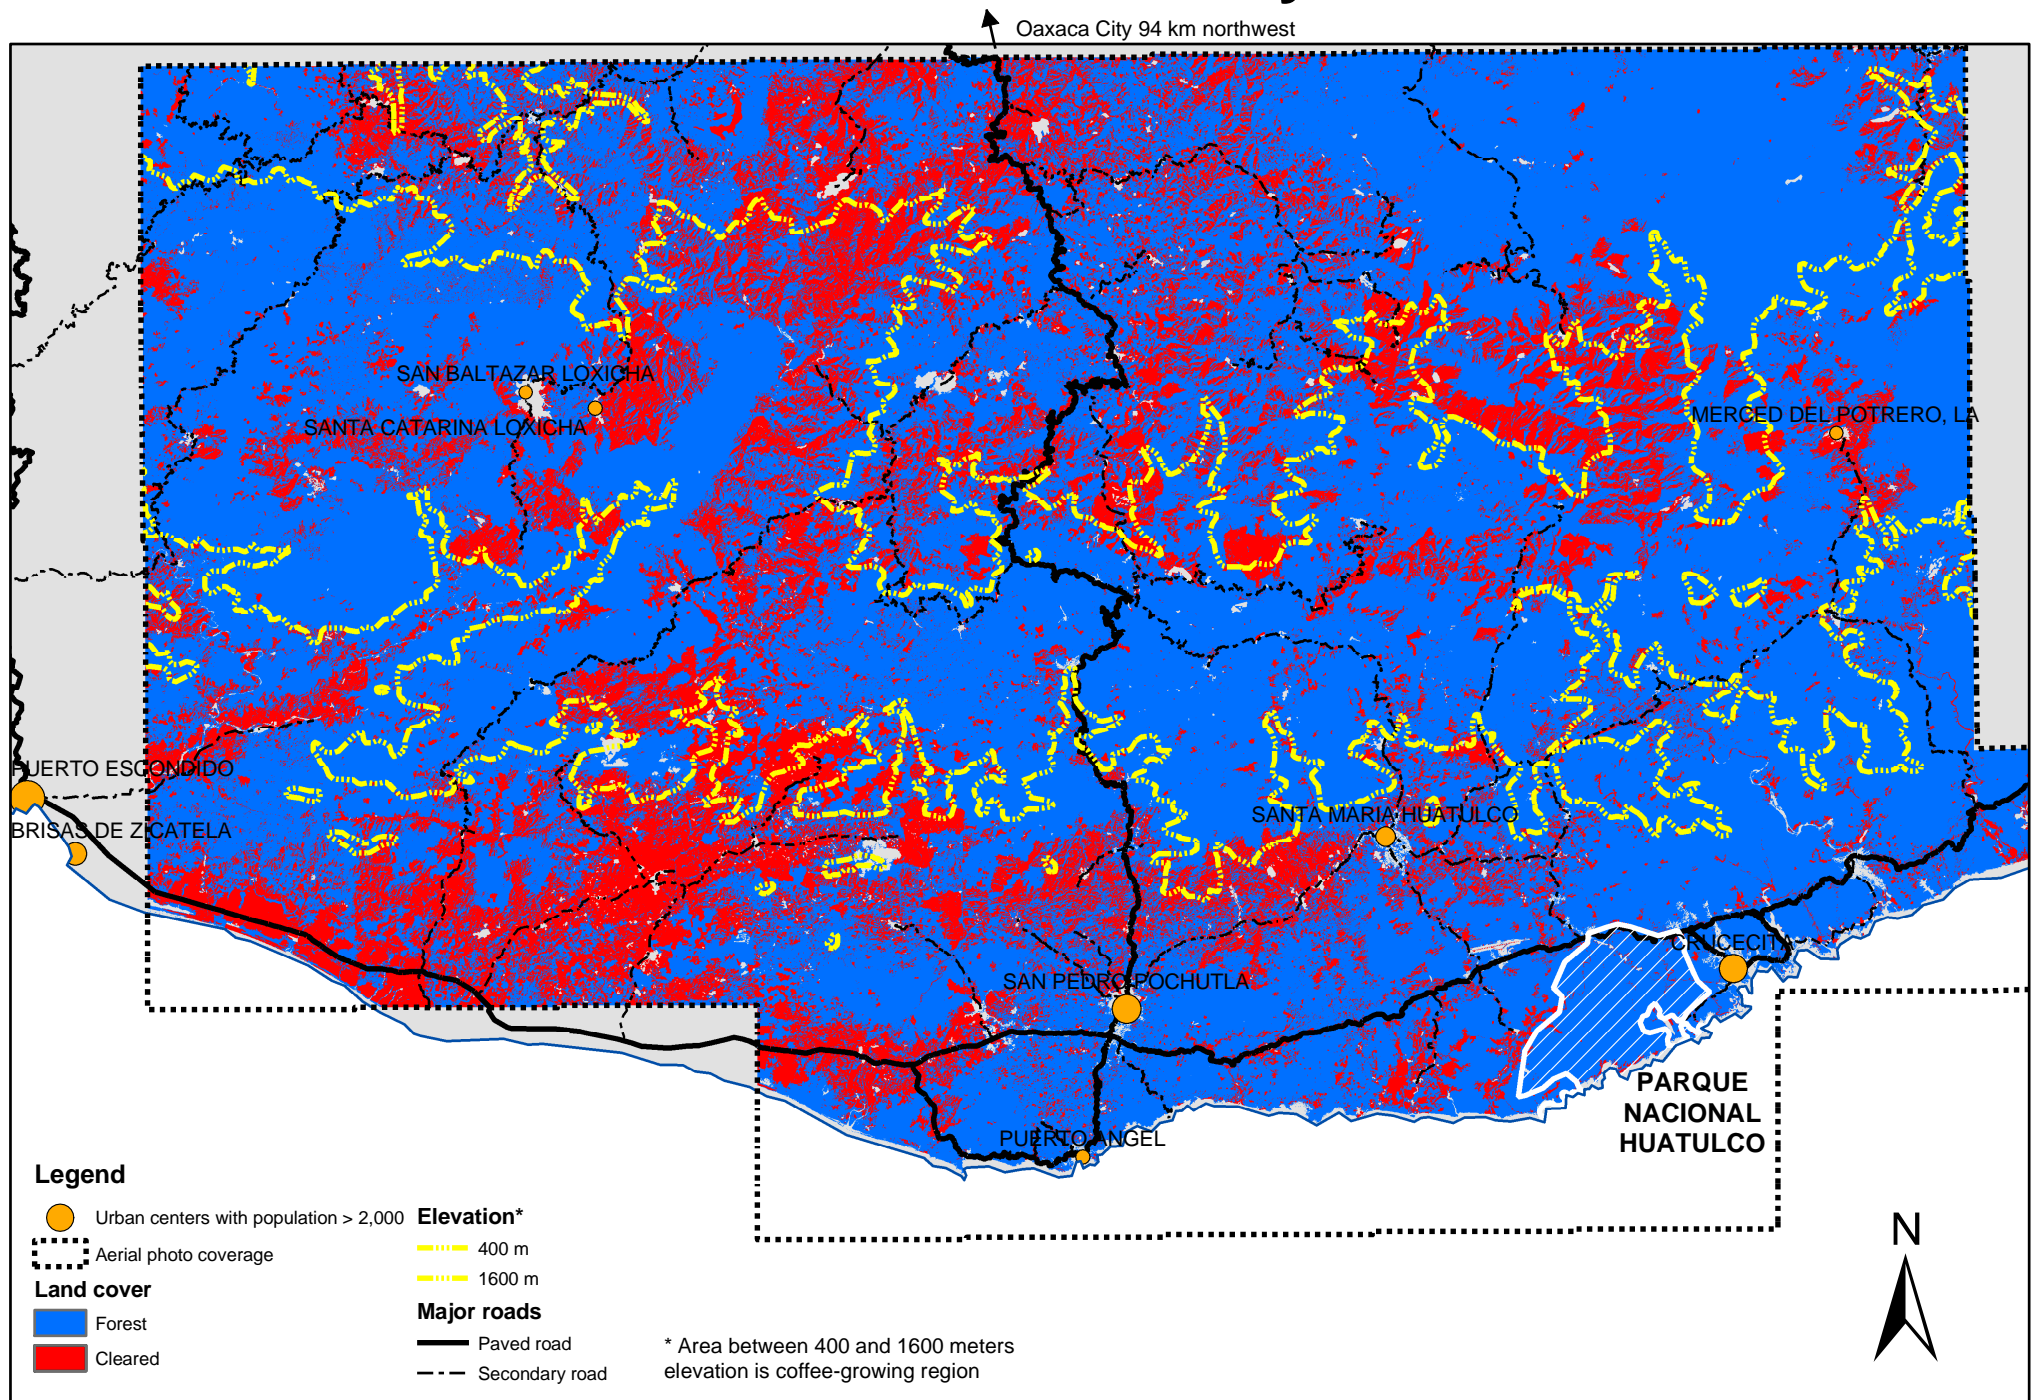 Oaxaca City 94 km northwest
SAN BALTAZAR LOXICHA
SANTA CATARINA LOXICHA
MERCED DEL POTRERO, LA
PUERTO ESCONDIDO
BRISAS DE ZICATELA
SANTA MARIA HUATULCO
CRUCECITA
SAN PEDRO POCHUTLA
PUERTO ANGEL
PARQUE
NACIONAL
HUATULCO
Legend
Urban centers with population > 2,000
Aerial photo coverage
Land cover
Forest
Cleared
Elevation*
400 m
1600 m
Major roads
Paved road
Secondary road
* Area between 400 and 1600 meters
elevation is coffee-growing region
N